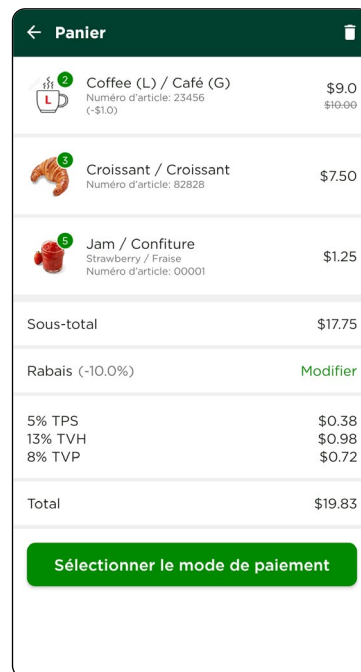 Panier
2
L
Coffee (L) / Café (G)
Numéro d'article: 23456
(-$1.0)
$9.0
$10.00
3
Croissant / Croissant
Numéro d'article: 82828
$7.50
5
Jam / Confiture
Strawberry / Fraise
Numéro d'article: 00001
$1.25
Sous-total $17.75
Rabais (-10.0%) Modifier
5% TPS $0.38
13% TVH $0.98
8% TVP $0.72
Total $19.83
Sélectionner le mode de paiement